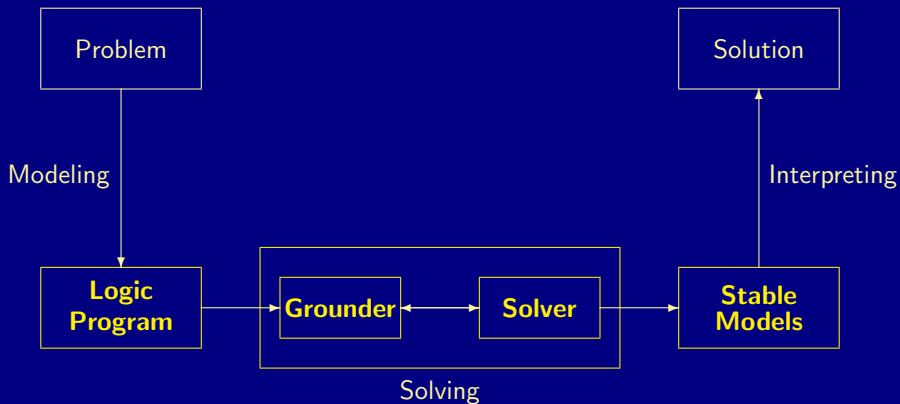 Problem
Solution
Modeling
Interpreting
Logic
Program
Grounder
Solver
Stable
Models
Solving